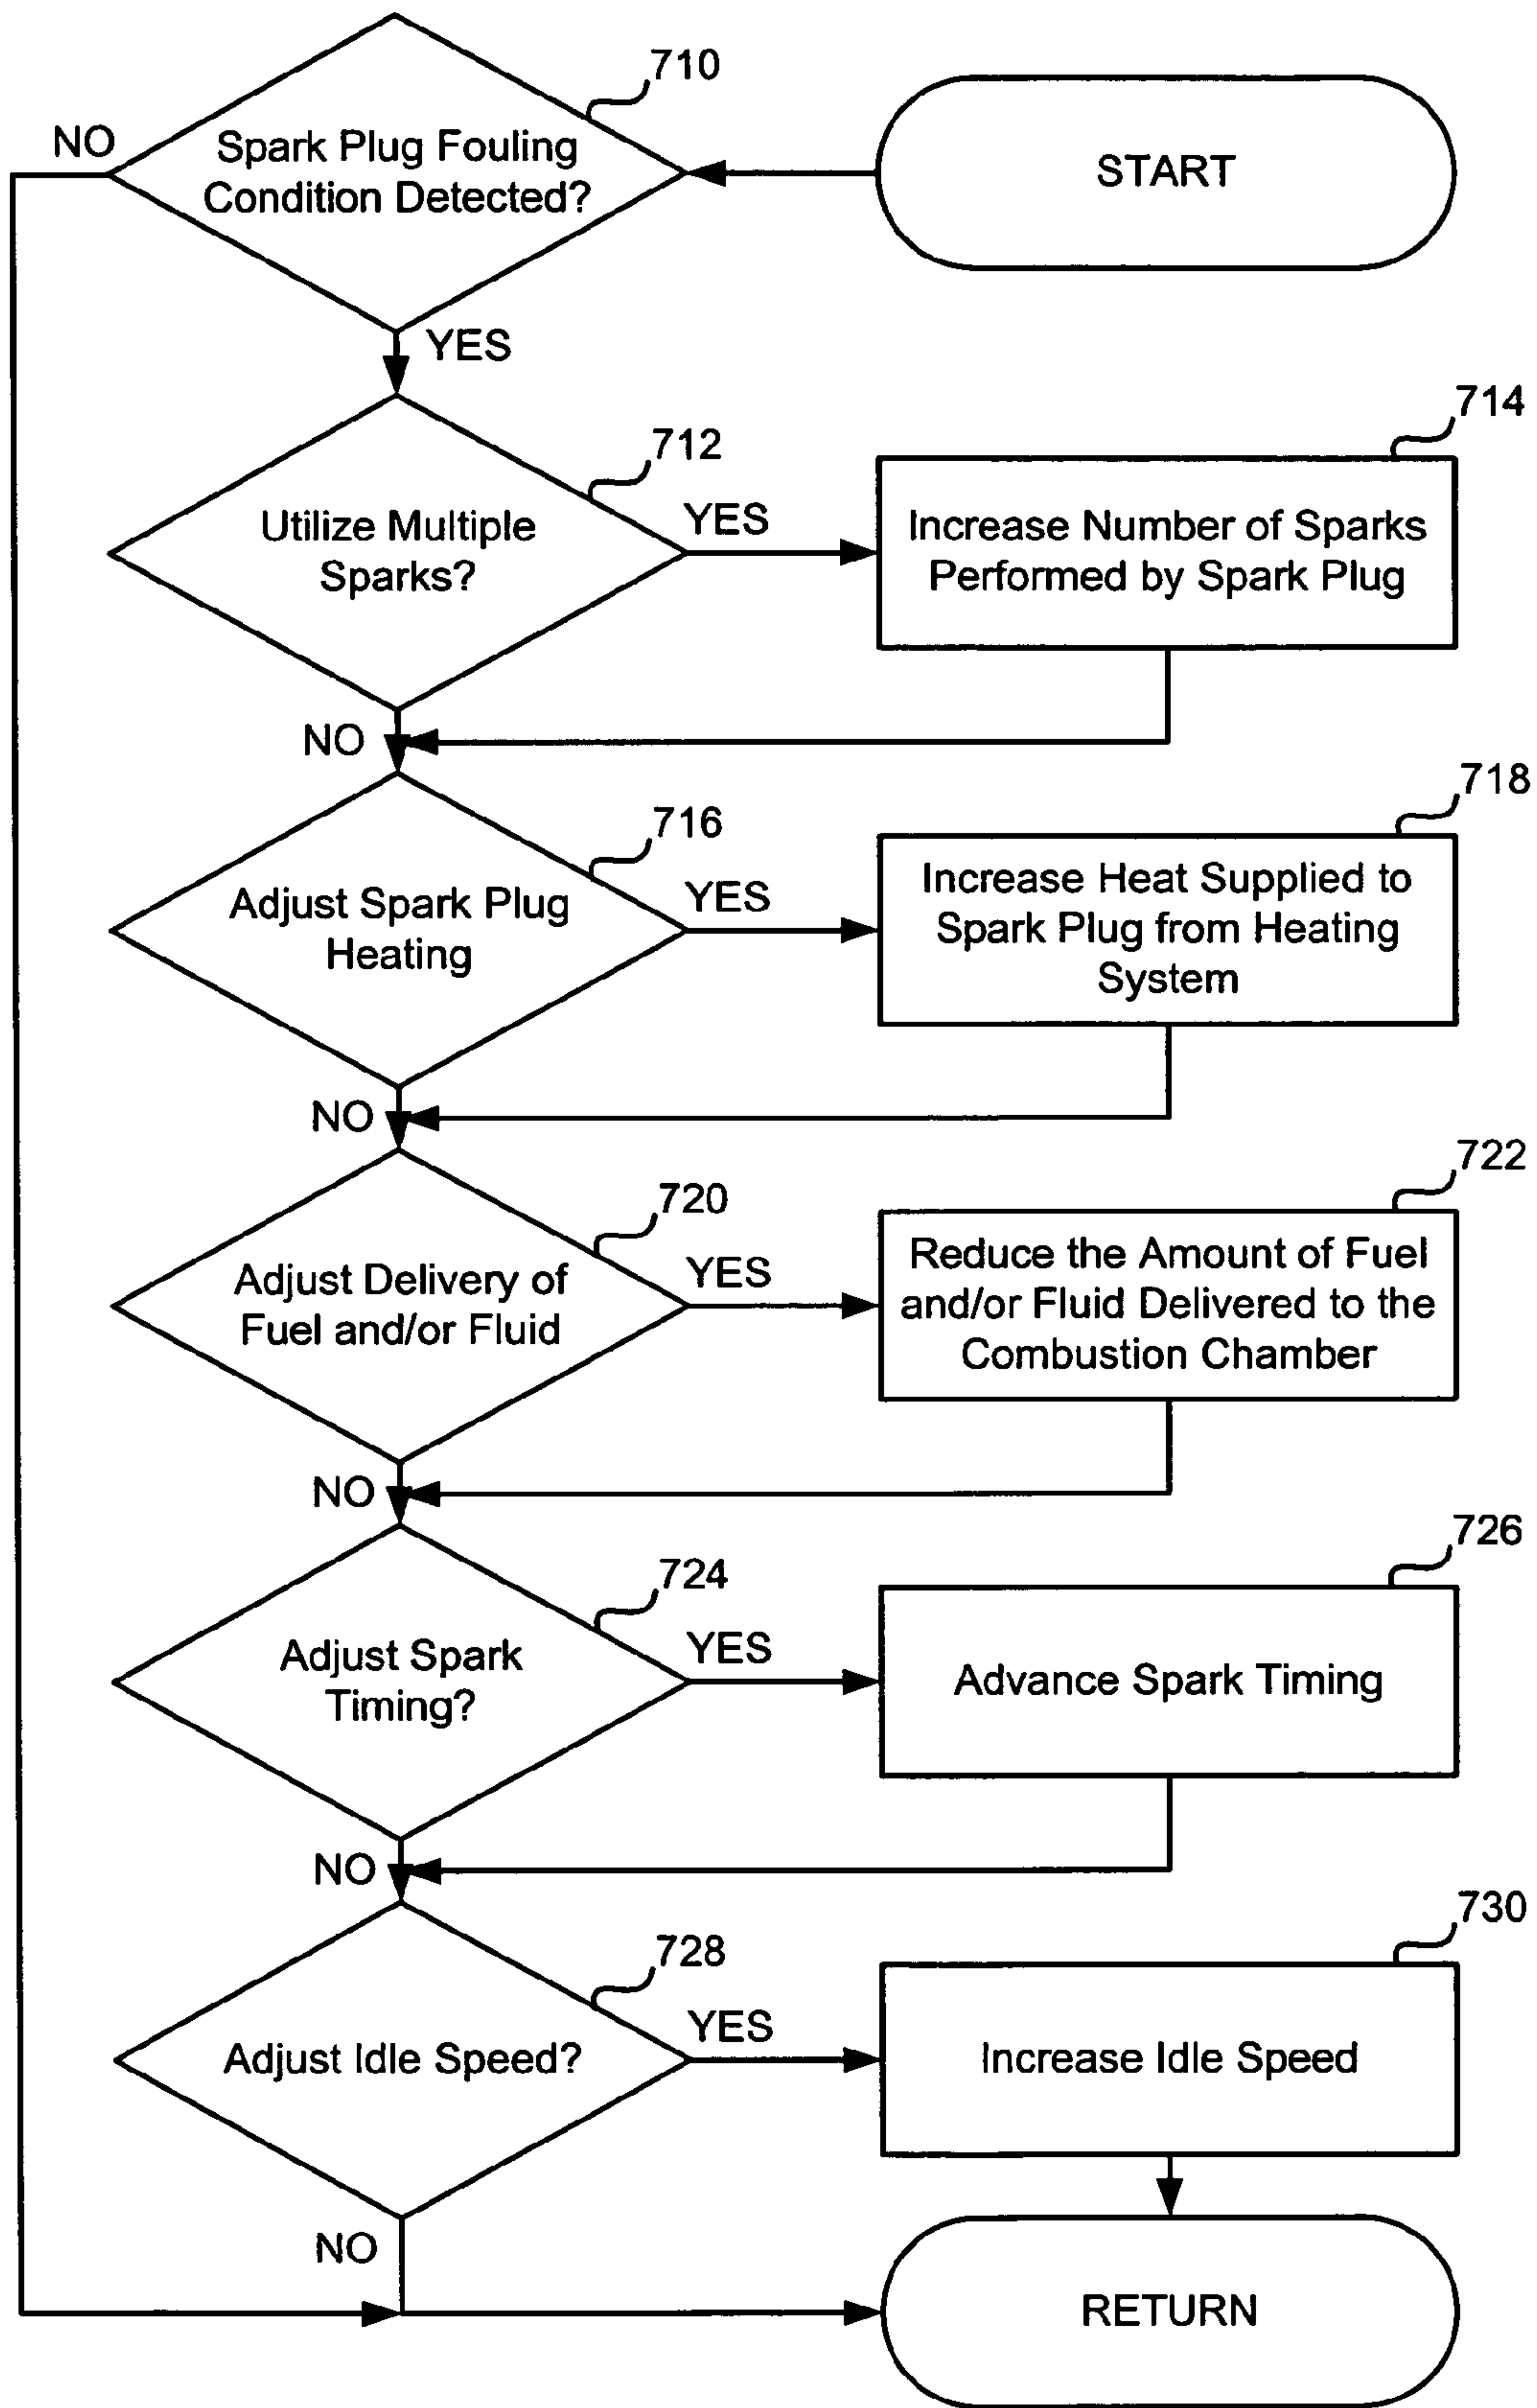 710
NO
Spark Plug Fouling
Condition Detected?
START
YES
712
714
Utilize Multiple
Sparks?
YES
Increase Number of Sparks
Performed by Spark Plug
NO
716
718
Adjust Spark Plug
Heating
YES
Increase Heat Supplied to
Spark Plug from Heating
System
NO
720
722
Adjust Delivery of
Fuel and/or Fluid
YES
Reduce the Amount of Fuel
and/or Fluid Delivered to the
Combustion Chamber
NO
724
726
Adjust Spark
Timing?
YES
Advance Spark Timing
NO
728
730
Adjust Idle Speed?
YES
Increase Idle Speed
NO
RETURN